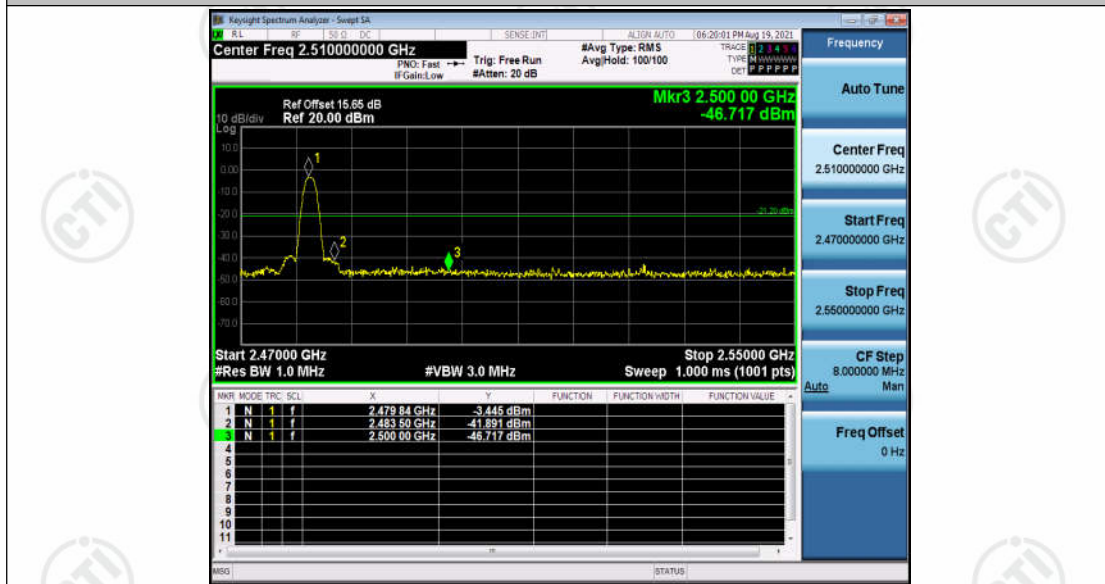 Keysight Spectrum Analyzer - Swept SA
RL RF 50 Ω DC SENSE:INT ALIGN AUTO 06:20:01 PM Aug 19, 2021
Center Freq 2.510000000 GHz
PNO: Fast
IFGain:Low
Trig: Free Run
#Atten: 20 dB
#Avg Type: RMS
Avg|Hold: 100/100
TRACE 1 2 3 4 5 6
TYPE M WWWWW
DET P P P P P P
Ref Offset 15.65 dB
Ref 20.00 dBm
10 dB/div
Log
Mkr3 2.500 00 GHz
-46.717 dBm
10.0
0.00
-10.0
-20.0
-30.0
-40.0
-50.0
-60.0
-70.0
1
2
3
-21.20 dBm
Start 2.47000 GHz
Stop 2.55000 GHz
#Res BW 1.0 MHz
#VBW 3.0 MHz
Sweep 1.000 ms (1001 pts)
MKR MODE TRC SCL X Y FUNCTION FUNCTION WIDTH FUNCTION VALUE
1 N 1 f 2.479 84 GHz -3.445 dBm
2 N 1 f 2.483 50 GHz -41.891 dBm
3 N 1 f 2.500 00 GHz -46.717 dBm
4
5
6
7
8
9
10
11
MSG
STATUS
Frequency
Auto Tune
Center Freq
2.510000000 GHz
Start Freq
2.470000000 GHz
Stop Freq
2.550000000 GHz
CF Step
8.000000 MHz
Auto Man
Freq Offset
0 Hz
CTI
CTI